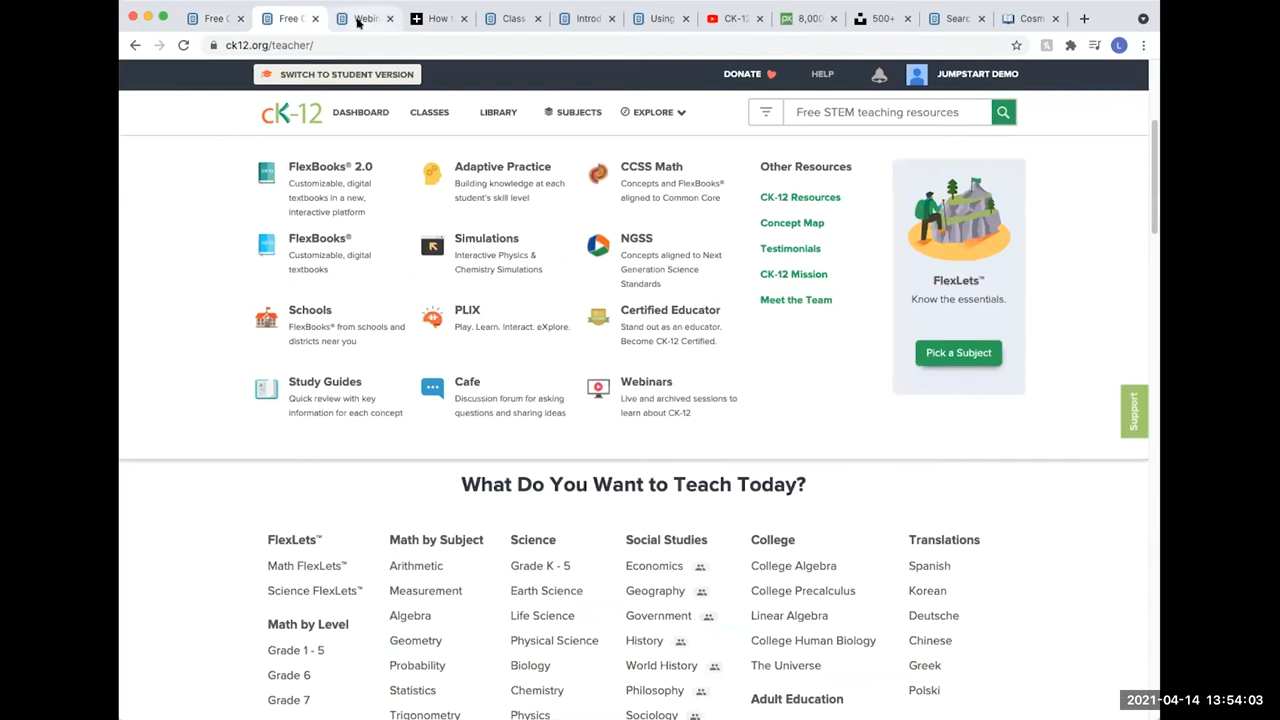 Free C
Free C
Webin
How t
Class
Introd
Using
CK-12
8,000
500+
Searc
Cosm
ck12.org/teacher/
L
SWITCH TO STUDENT VERSION
DONATE
HELP
JUMPSTART DEMO
cK-12
DASHBOARD
CLASSES
LIBRARY
SUBJECTS
EXPLORE
Free STEM teaching resources
FlexBooks® 2.0
Customizable, digital
textbooks in a new,
interactive platform
FlexBooks®
Customizable, digital
textbooks
Schools
FlexBooks® from schools and
districts near you
Study Guides
Quick review with key
information for each concept
Adaptive Practice
Building knowledge at each
student's skill level
Simulations
Interactive Physics &
Chemistry Simulations
PLIX
Play. Learn. Interact. eXplore.
Cafe
Discussion forum for asking
questions and sharing ideas
CCSS Math
Concepts and FlexBooks®
aligned to Common Core
NGSS
Concepts aligned to Next
Generation Science
Standards
Certified Educator
Stand out as an educator.
Become CK-12 Certified.
Webinars
Live and archived sessions to
learn about CK-12
Other Resources
CK-12 Resources
Concept Map
Testimonials
CK-12 Mission
Meet the Team
FlexLets™
Know the essentials.
Pick a Subject
Support
What Do You Want to Teach Today?
FlexLets™
Math FlexLets™
Science FlexLets™
Math by Level
Grade 1 - 5
Grade 6
Grade 7
Math by Subject
Arithmetic
Measurement
Algebra
Geometry
Probability
Statistics
Trigonometry
Science
Grade K - 5
Earth Science
Life Science
Physical Science
Biology
Chemistry
Physics
Social Studies
Economics
Geography
Government
History
World History
Philosophy
Sociology
College
College Algebra
College Precalculus
Linear Algebra
College Human Biology
The Universe
Adult Education
Translations
Spanish
Korean
Deutsche
Chinese
Greek
Polski
2021-04-14 13:54:03